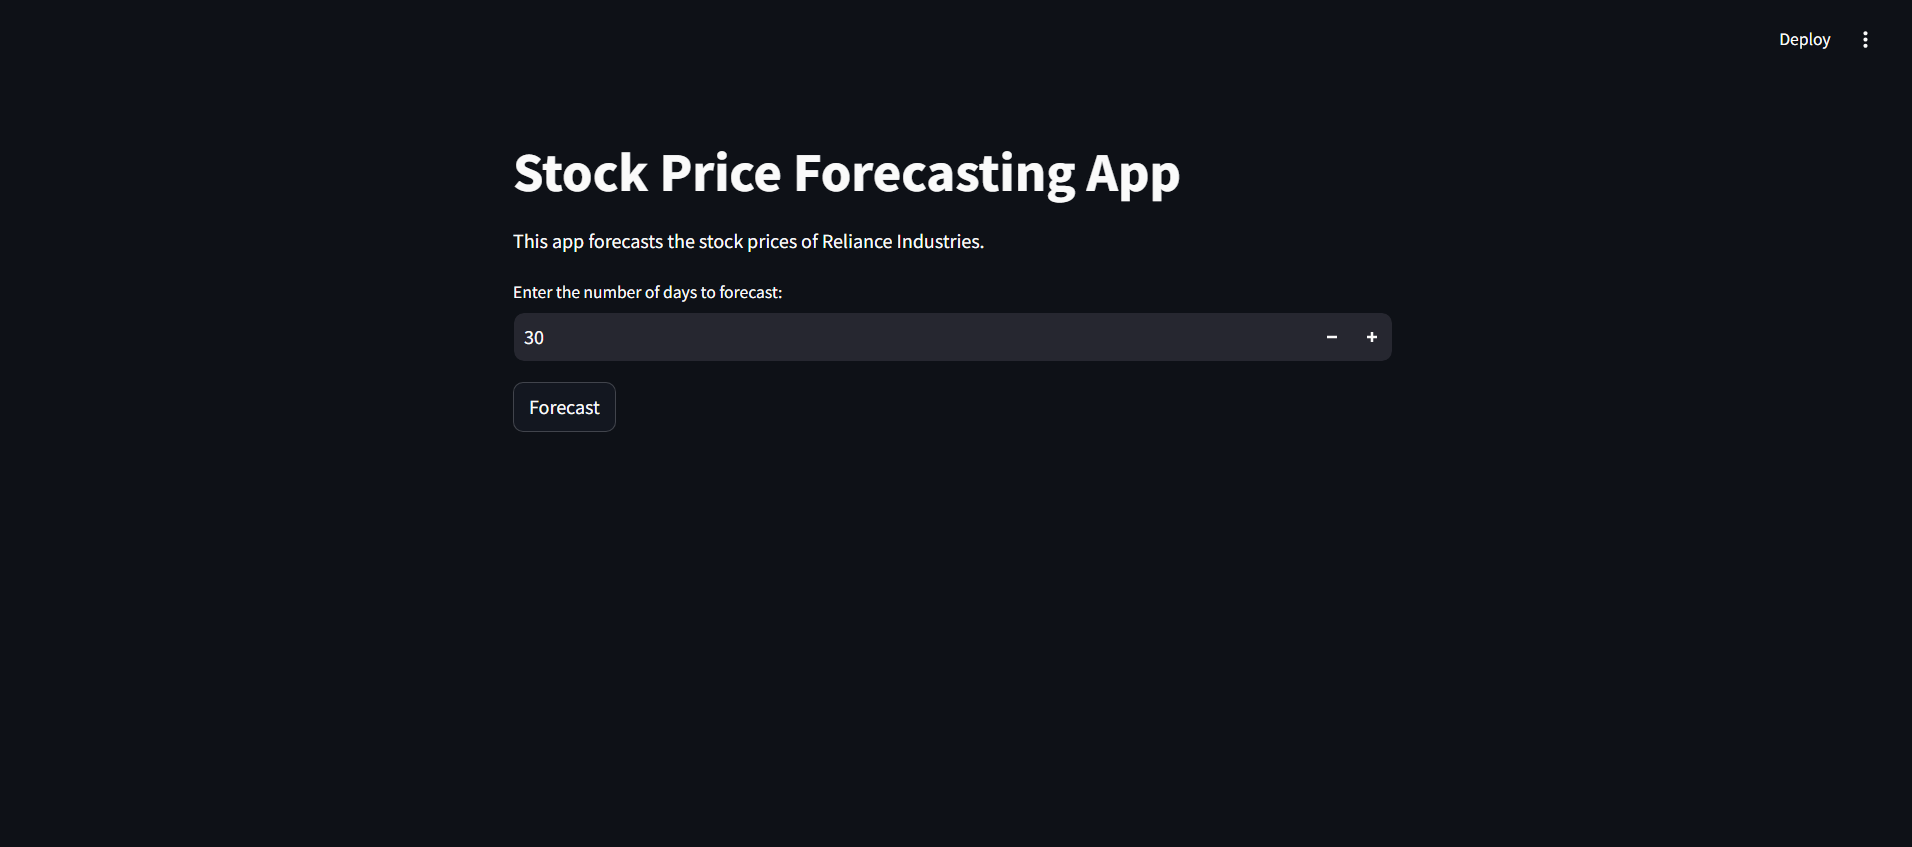 Deploy
Stock Price Forecasting App
This app forecasts the stock prices of Reliance Industries.
Enter the number of days to forecast:
30
Forecast